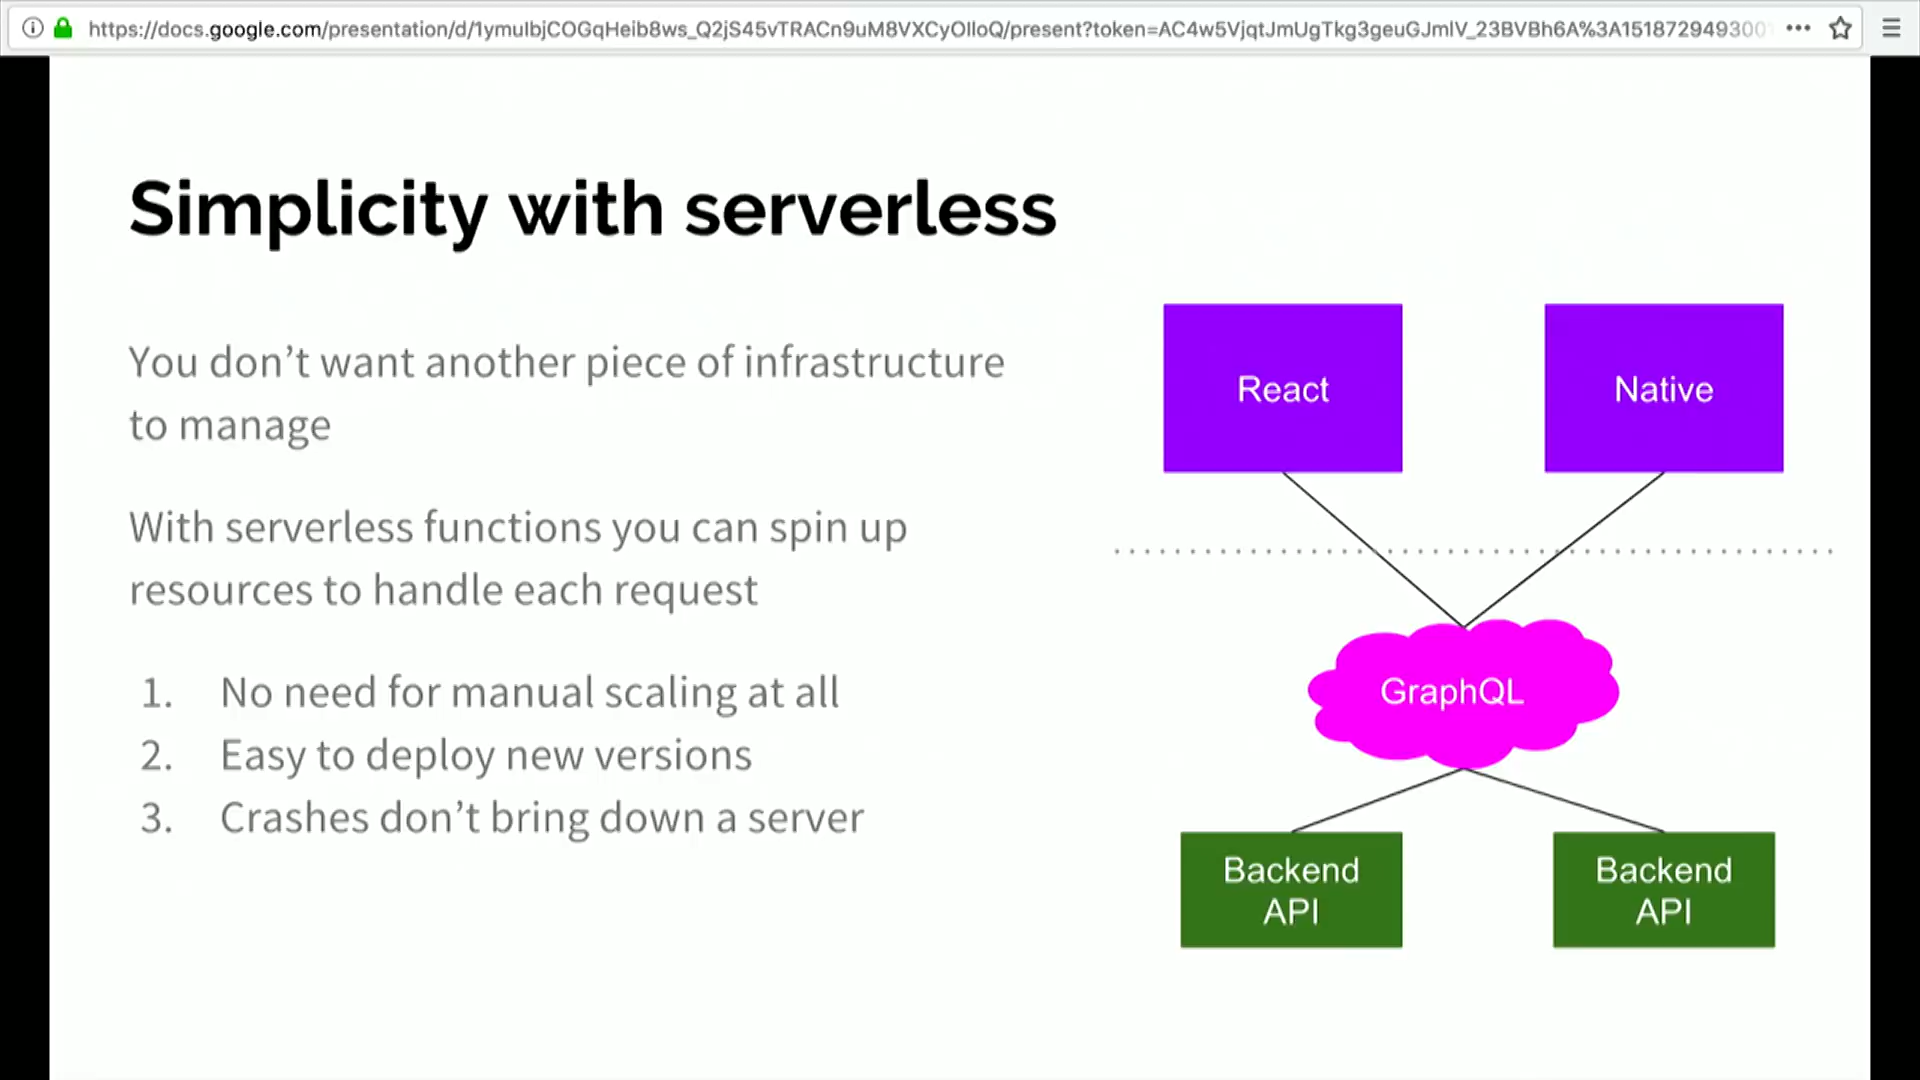 https://docs.google.com/presentation/d/1ymuIbjCOGqHeib8ws_Q2jS45vTRACn9uM8VXCyOlloQ/present?token=AC4w5VjqtJmUgTkg3geuGJmlV_23BVBh6A%3A1518729493001
Simplicity with serverless
You don’t want another piece of infrastructure
to manage
With serverless functions you can spin up
resources to handle each request
1. No need for manual scaling at all
2. Easy to deploy new versions
3. Crashes don’t bring down a server
React
Native
GraphQL
Backend
API
Backend
API